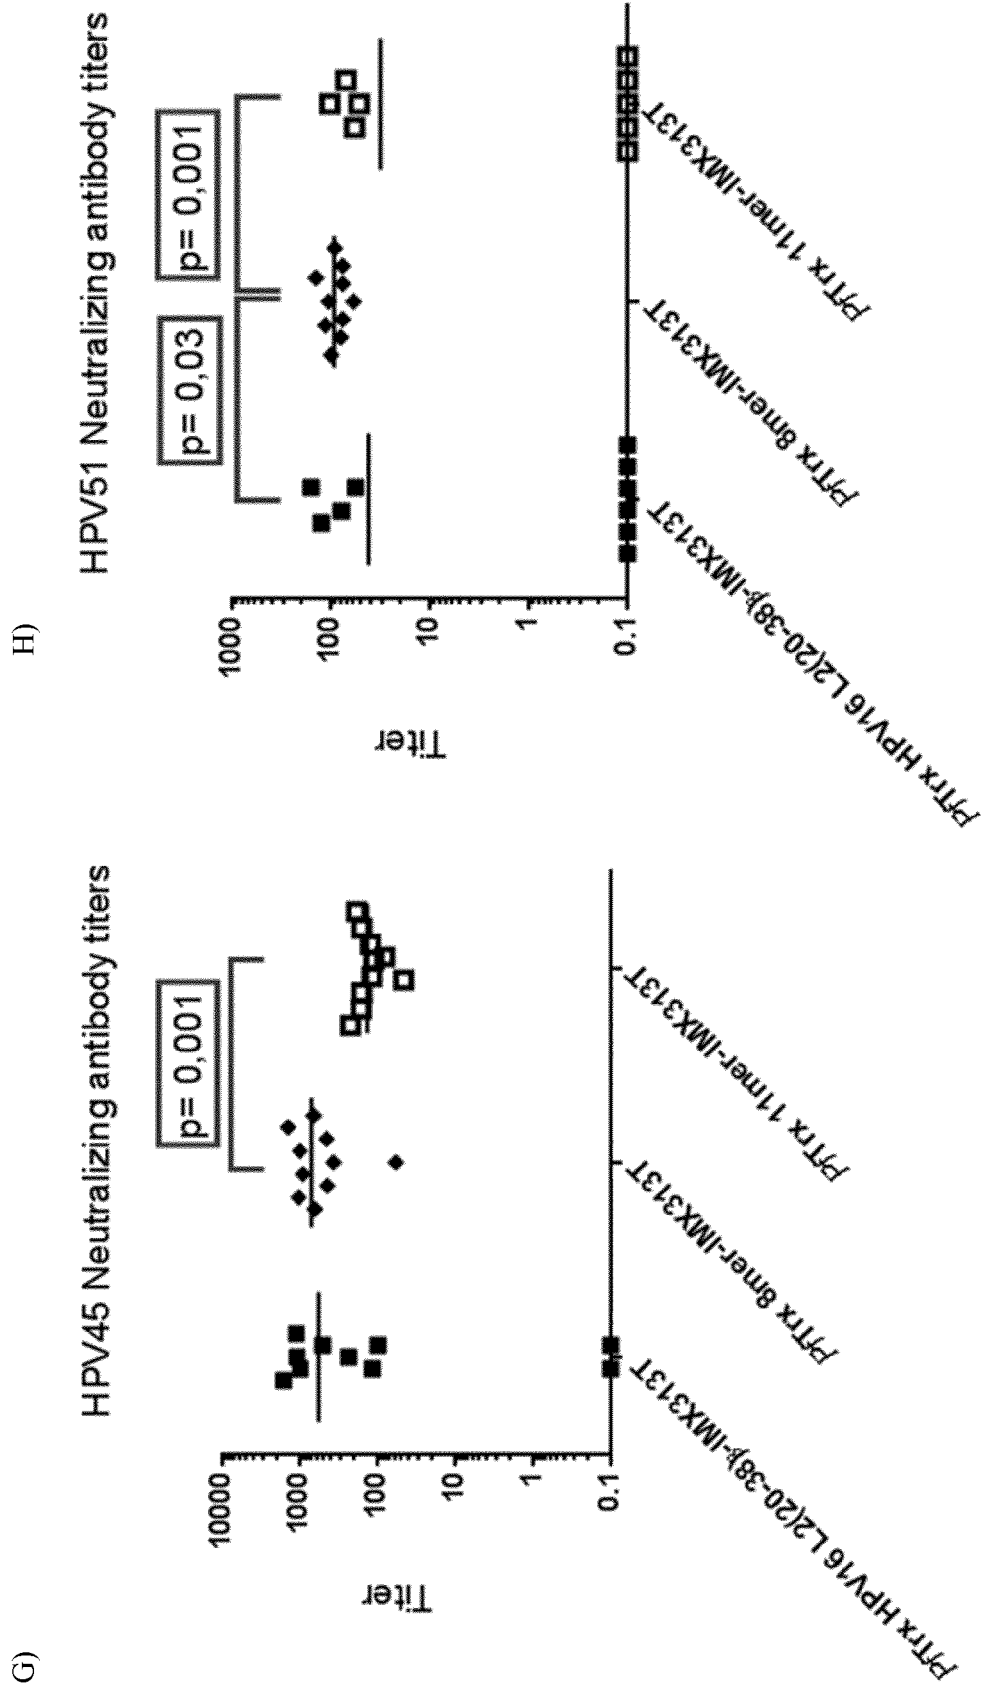 G)
HPV45 Neutralizing antibody titers
p= 0,001
Titer
10000
1000
100
10
1
0.1
PfTrx HPV16 L2(20-38)₃-IMX313T
PfTrx 8mer-IMX313T
PfTrx 11mer-IMX313T
H)
HPV51 Neutralizing antibody titers
p= 0,03
p= 0,001
Titer
1000
100
10
1
0.1
PfTrx HPV16 L2(20-38)₃-IMX313T
PfTrx 8mer-IMX313T
PfTrx 11mer-IMX313T